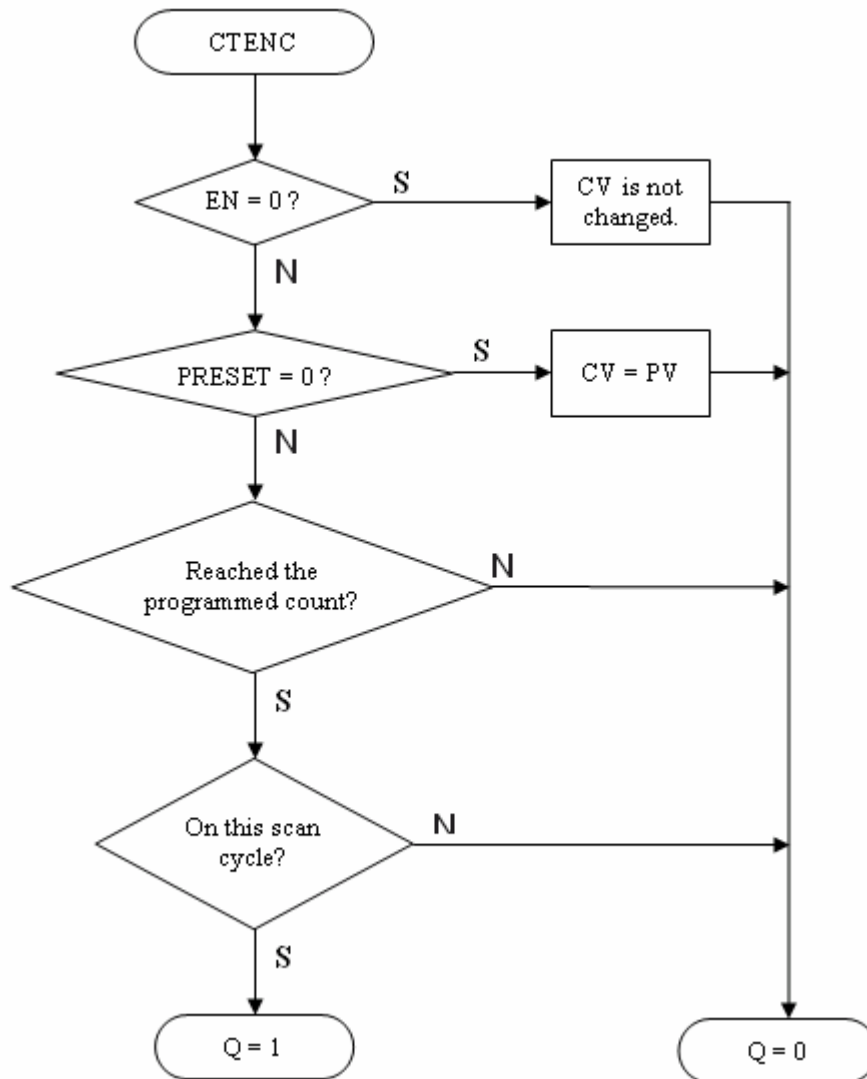 CTENC
EN = 0 ?
S
CV is not
changed.
N
PRESET = 0 ?
S
CV = PV
N
Reached the
programmed count?
N
S
On this scan
cycle?
N
S
Q = 1
Q = 0